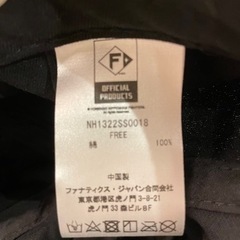 F
OFFICIAL
PRODUCTS
NH1322SS0018
FREE
綿 100%
中国製
ファナティクス・ジャパン合同会社
東京都港区虎ノ門3-8-21
虎ノ門33森ビル8F